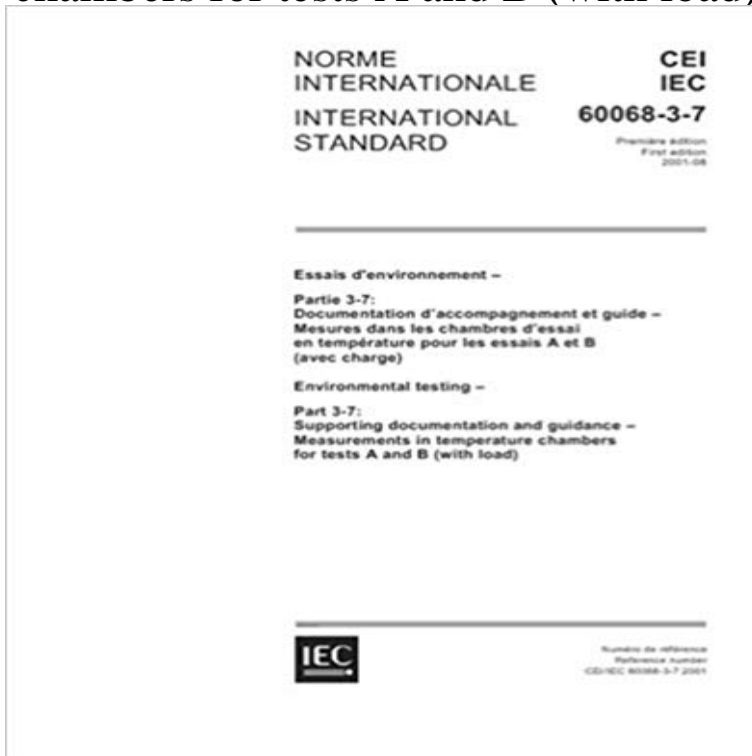 chambers for tests A and B (with load)
NORME
INTERNATIONALE
INTERNATIONAL
STANDARD
CEI
IEC
60068-3-7
Première édition
First edition
2001-08
Essais d'environnement –
Partie 3-7:
Documentation d'accompagnement et guide –
Mesures dans les chambres d'essai
en température pour les essais A et B
(avec charge)
Environmental testing –
Part 3-7:
Supporting documentation and guidance –
Measurements in temperature chambers
for tests A and B (with load)
IEC
Numéro de référence
Reference number
CEI/IEC 60068-3-7:2001